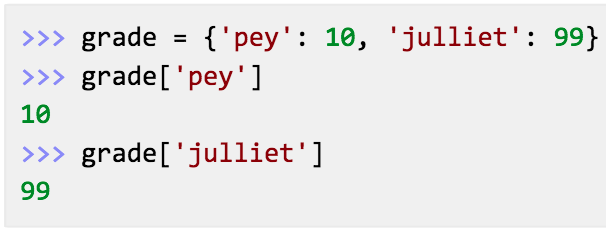 >>> grade = {'pey': 10, 'julliet': 99}
>>> grade['pey']
10
>>> grade['julliet']
99